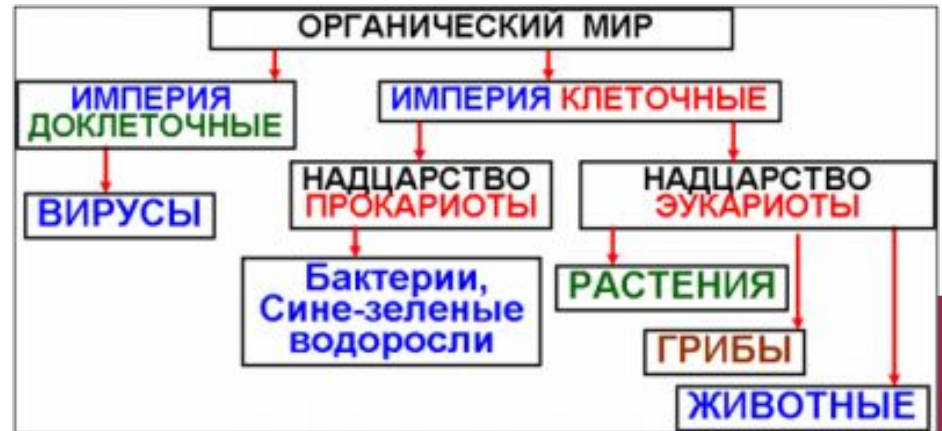 ОРГАНИЧЕСКИЙ МИР
ИМПЕРИЯ
ДОКЛЕТОЧНЫЕ
ИМПЕРИЯ КЛЕТОЧНЫЕ
ВИРУСЫ
НАДЦАРСТВО
ПРОКАРИОТЫ
НАДЦАРСТВО
ЭУКАРИОТЫ
Бактерии,
Сине-зеленые
водоросли
РАСТЕНИЯ
ГРИБЫ
ЖИВОТНЫЕ